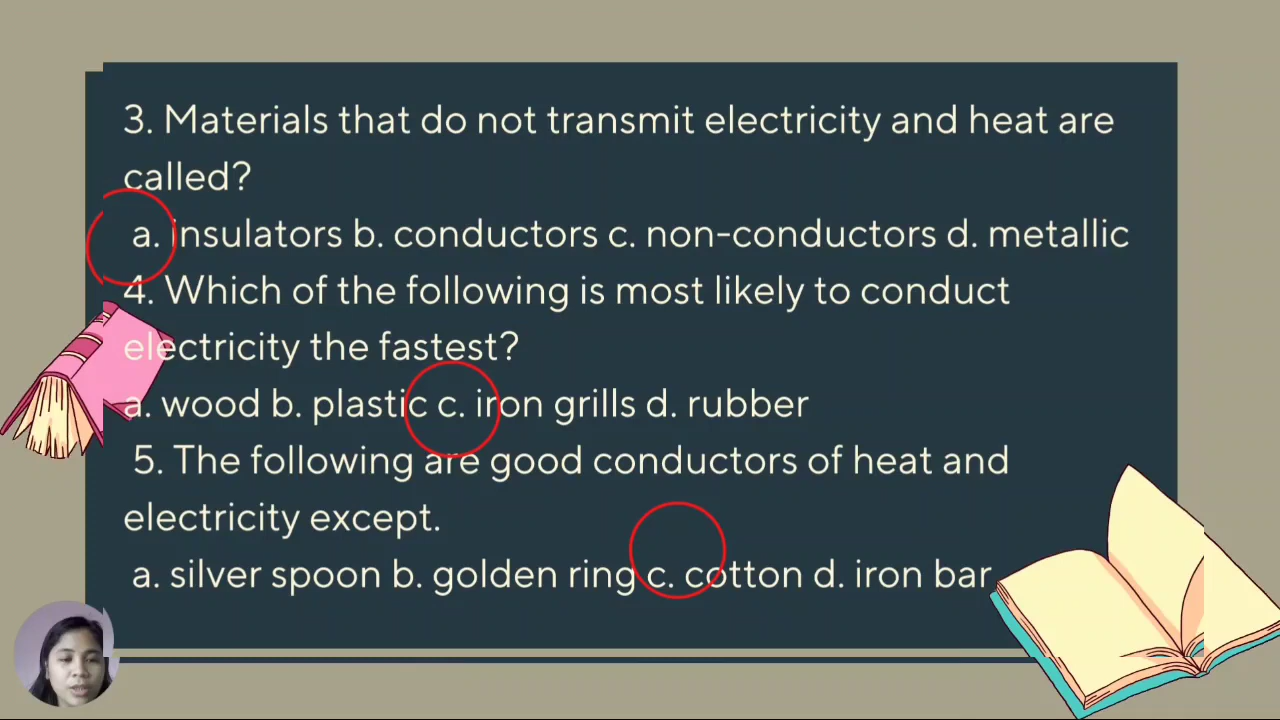 3. Materials that do not transmit electricity and heat are
called?
a. insulators b. conductors c. non-conductors d. metallic
4. Which of the following is most likely to conduct
electricity the fastest?
a. wood b. plastic c. iron grills d. rubber
5. The following are good conductors of heat and
electricity except.
a. silver spoon b. golden ring c. cotton d. iron bar